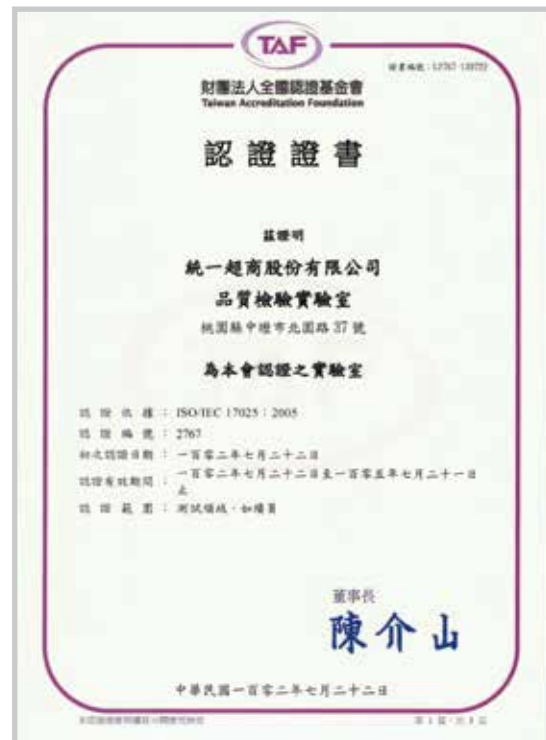 TAF
財團法人全國認證基金會
Taiwan Accreditation Foundation
認證證書
茲證明
統一超商股份有限公司
品質檢驗實驗室
桃園縣中壢市北園路 37 號
為本會認證之實驗室
認證依據：ISO/IEC 17025：2005
認證編號：2767
初次認證日期：一百零二年七月二十二日
認證有效期間：一百零二年七月二十二日至一百零五年七月二十一日
止
認證範圍：測試領域，如續頁
董事長
陳介山
中華民國一百零二年七月二十二日
第 1 頁，共 3 頁